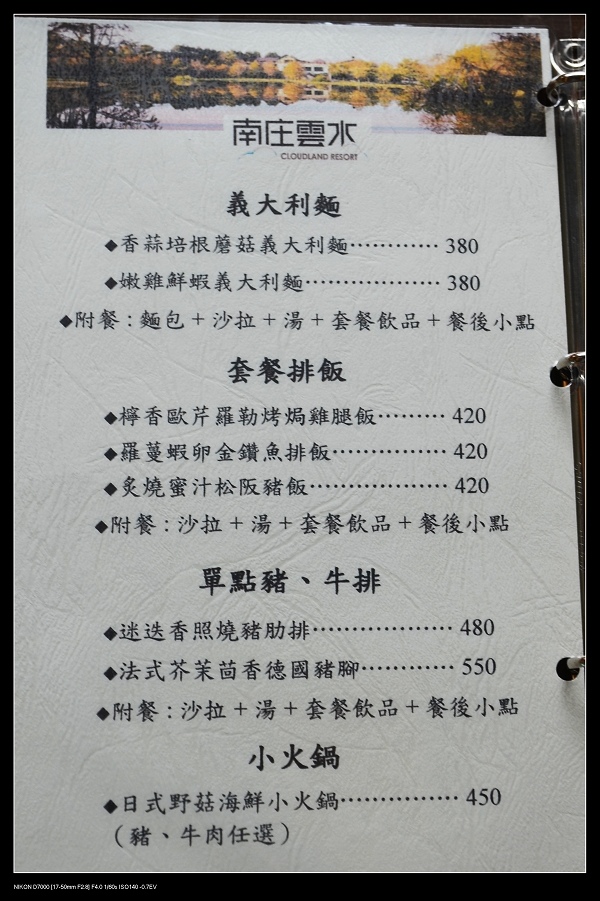 南庄雲水
CLOUDLAND RESORT
義大利麵
◆香蒜培根蘑菇義大利麵………… 380
◆嫩雞鮮蝦義大利麵……………… 380
◆附餐：麵包＋沙拉＋湯＋套餐飲品＋餐後小點
套餐排飯
◆檸香歐芹羅勒烤焗雞腿飯……… 420
◆羅蔓蝦卵金鑽魚排飯…………… 420
◆炙燒蜜汁松阪豬飯……………… 420
◆附餐：沙拉＋湯＋套餐飲品＋餐後小點
單點豬、牛排
◆迷迭香照燒豬肋排……………… 480
◆法式芥茉茴香德國豬腳………… 550
◆附餐：沙拉＋湯＋套餐飲品＋餐後小點
小火鍋
◆日式野菇海鮮小火鍋…………… 450
（豬、牛肉任選）
NIKON D7000 [17-50mm F2.8] F4.0 1/60s ISO140 -0.7EV